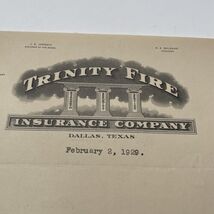 TRINITY FIRE
INSURANCE COMPANY
DALLAS, TEXAS
February 2, 1929.